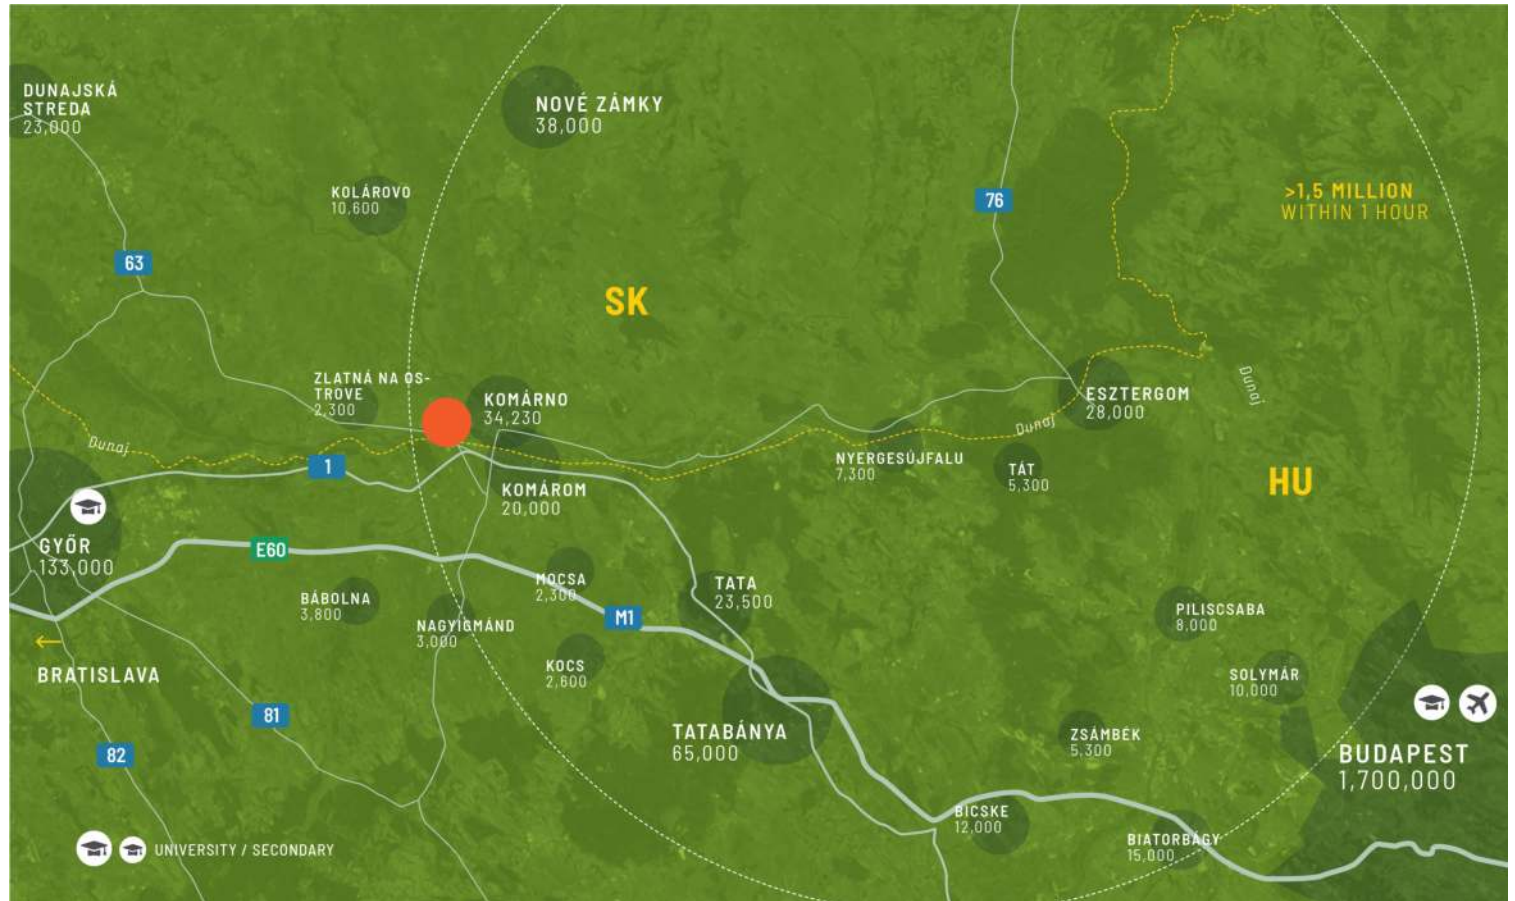 DUNAJSKÁ
STREDA
23,000
NOVÉ ZÁMKY
38,000
KOLÁROVO
10,600
76
>1,5 MILLION
WITHIN 1 HOUR
63
SK
ZLATNÁ NA OS-
TROVE
2,300
KOMÁRNO
34,230
ESZTERGOM
28,000
Dunaj
Dunaj
Dunaj
1
NYERGESÚJFALU
7,300
TÁT
5,300
HU
KOMÁROM
20,000
GYŐR
133,000
E60
MOCSA
2,300
TATA
23,500
BÁBOLNA
3,800
NAGYIGMÁND
3,000
M1
PILISCSABA
8,000
BRATISLAVA
KOCS
2,600
SOLYMÁR
10,000
81
82
TATABÁNYA
65,000
ZSÁMBÉK
5,300
BUDAPEST
1,700,000
BICSKE
12,000
BIATORBÁGY
15,000
UNIVERSITY / SECONDARY